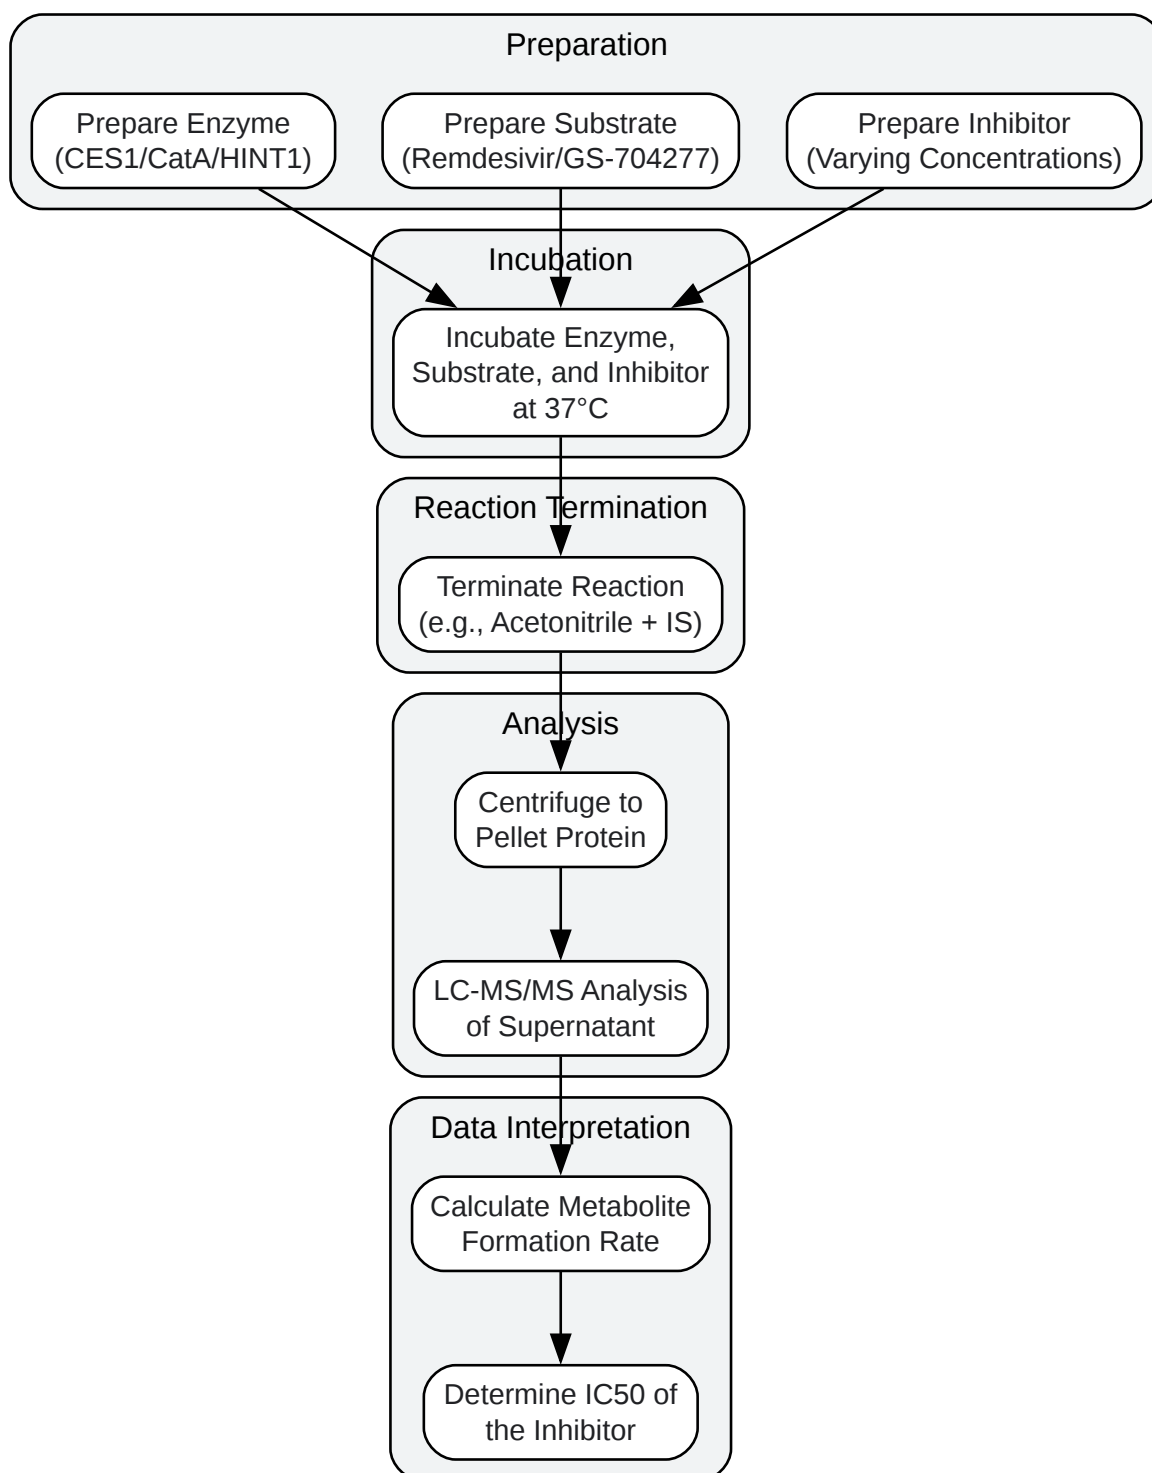 Preparation
Prepare Enzyme
(CES1/CatA/HINT1)
Prepare Substrate
(Remdesivir/GS-704277)
Prepare Inhibitor
(Varying Concentrations)
Incubation
Incubate Enzyme,
Substrate, and Inhibitor
at 37°C
Reaction Termination
Terminate Reaction
(e.g., Acetonitrile + IS)
Analysis
Centrifuge to
Pellet Protein
LC-MS/MS Analysis
of Supernatant
Data Interpretation
Calculate Metabolite
Formation Rate
Determine IC50 of
the Inhibitor